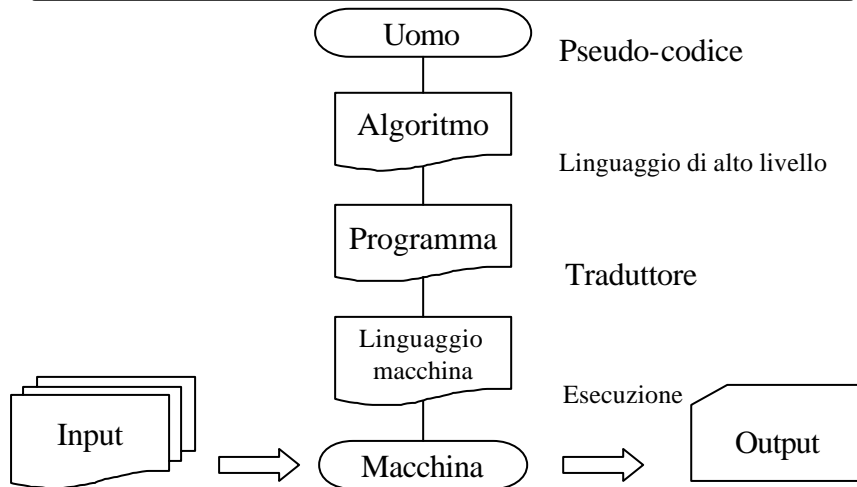 Uomo
Pseudo-codice
Algoritmo
Linguaggio di alto livello
Programma
Traduttore
Linguaggio
macchina
Esecuzione
Input
Macchina
Output